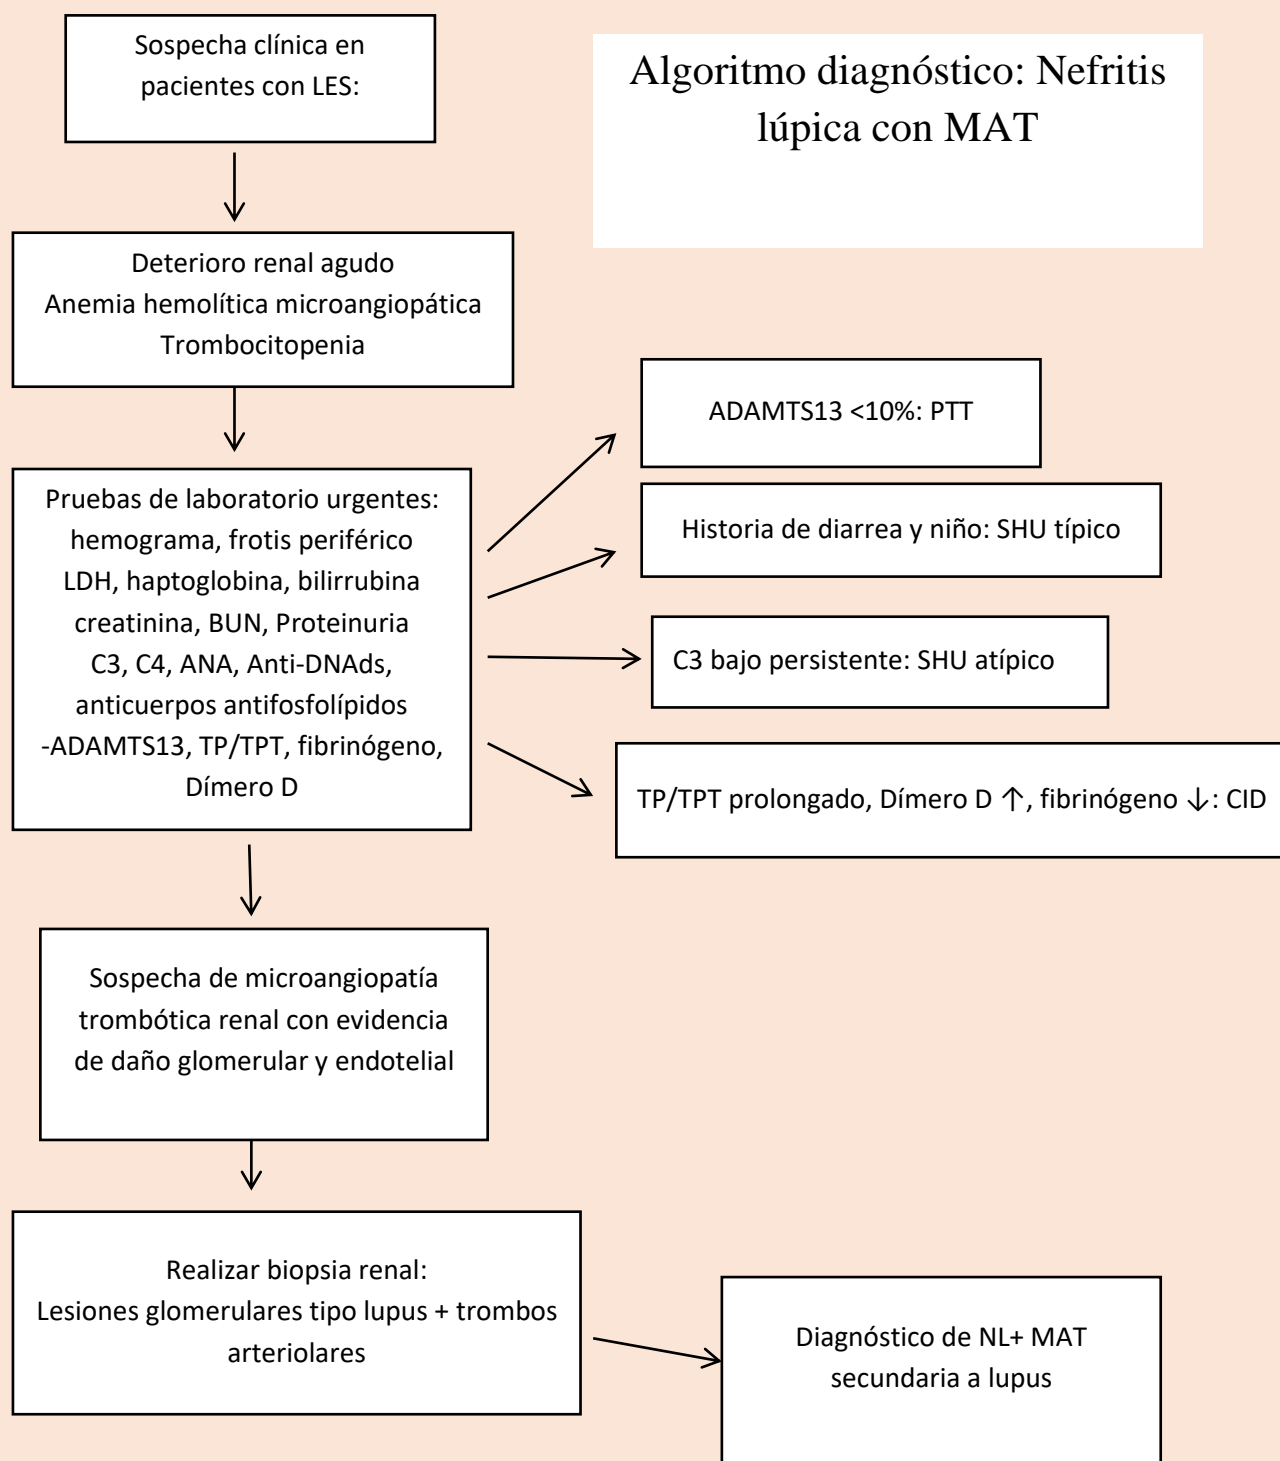 Algoritmo diagnóstico: Nefritis
lúpica con MAT
Sospecha clínica en
pacientes con LES:
Deterioro renal agudo
Anemia hemolítica microangiopática
Trombocitopenia
Pruebas de laboratorio urgentes:
hemograma, frotis periférico
LDH, haptoglobina, bilirrubina
creatinina, BUN, Proteinuria
C3, C4, ANA, Anti-DNAds,
anticuerpos antifosfolípidos
-ADAMTS13, TP/TPT, fibrinógeno,
Dímero D
ADAMTS13 <10%: PTT
Historia de diarrea y niño: SHU típico
C3 bajo persistente: SHU atípico
TP/TPT prolongado, Dímero D ↑, fibrinógeno ↓: CID
Sospecha de microangiopatía
trombótica renal con evidencia
de daño glomerular y endotelial
Realizar biopsia renal:
Lesiones glomerulares tipo lupus + trombos
arteriolares
Diagnóstico de NL+ MAT
secundaria a lupus